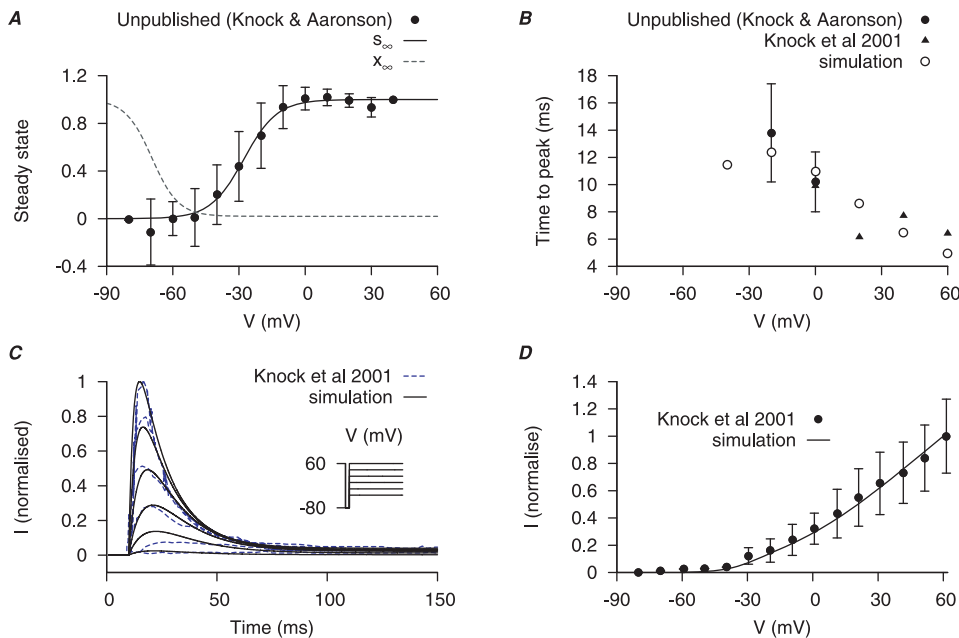 A
Unpublished (Knock & Aaronson)
s∞
x∞
1.2
0.8
0.4
0
-0.4
Steady state
-90 -60 -30 0 30 60
V (mV)
B
Unpublished (Knock & Aaronson)
Knock et al 2001
simulation
18
16
14
12
10
8
6
4
Time to peak (ms)
-90 -60 -30 0 30 60
V (mV)
C
Knock et al 2001
simulation
V (mV)
60
-80
1
0.8
0.6
0.4
0.2
0
I (normalised)
0 50 100 150
Time (ms)
D
Knock et al 2001
simulation
1.4
1.2
1
0.8
0.6
0.4
0.2
0
I (normalise)
-90 -60 -30 0 30 60
V (mV)